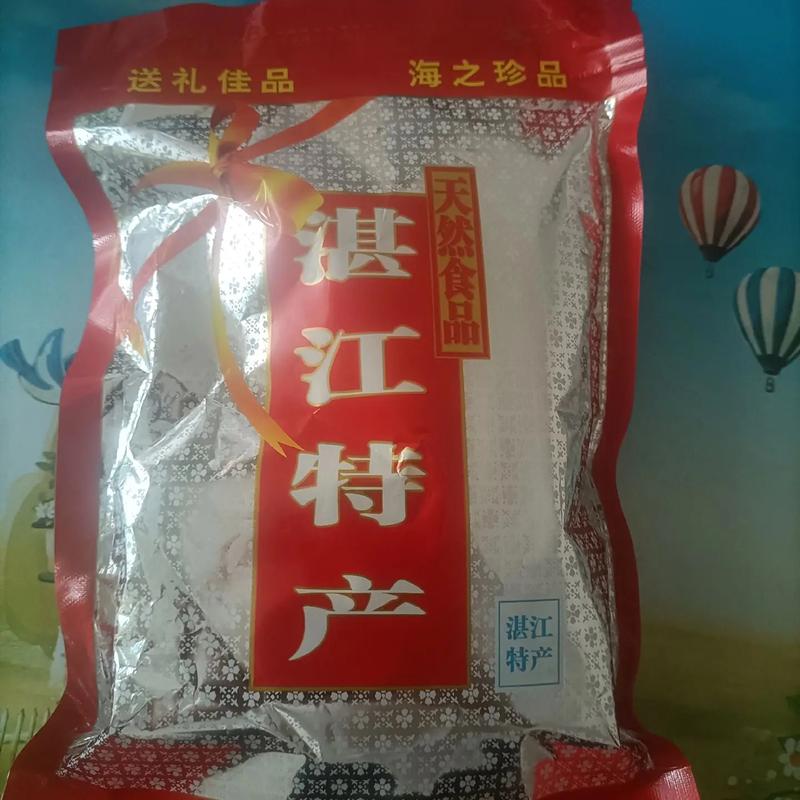 送礼佳品
海之珍品
天然食品
湛江特产
湛江
特产